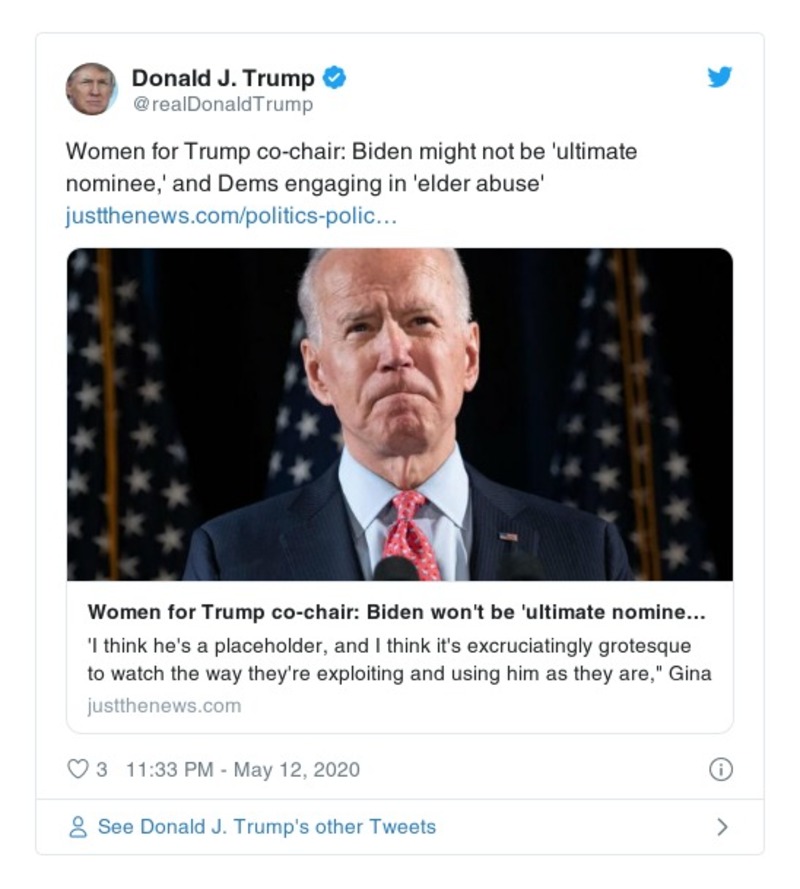 Donald J. Trump
@realDonaldTrump
Women for Trump co-chair: Biden might not be 'ultimate
nominee,' and Dems engaging in 'elder abuse'
justthenews.com/politics-polic…
Women for Trump co-chair: Biden won't be 'ultimate nomine…
'I think he's a placeholder, and I think it's excruciatingly grotesque
to watch the way they're exploiting and using him as they are," Gina
justthenews.com
3 11:33 PM - May 12, 2020
See Donald J. Trump's other Tweets